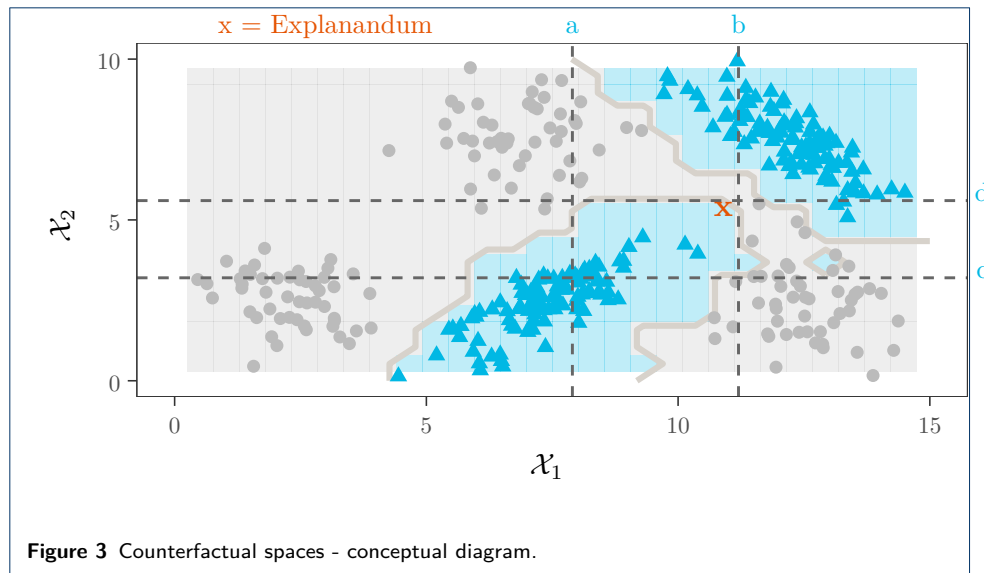 x = Explanandum a b
10
5
0
d
c
x
𝒳₂
0 5 10 15
𝒳₁
Figure 3 Counterfactual spaces - conceptual diagram.